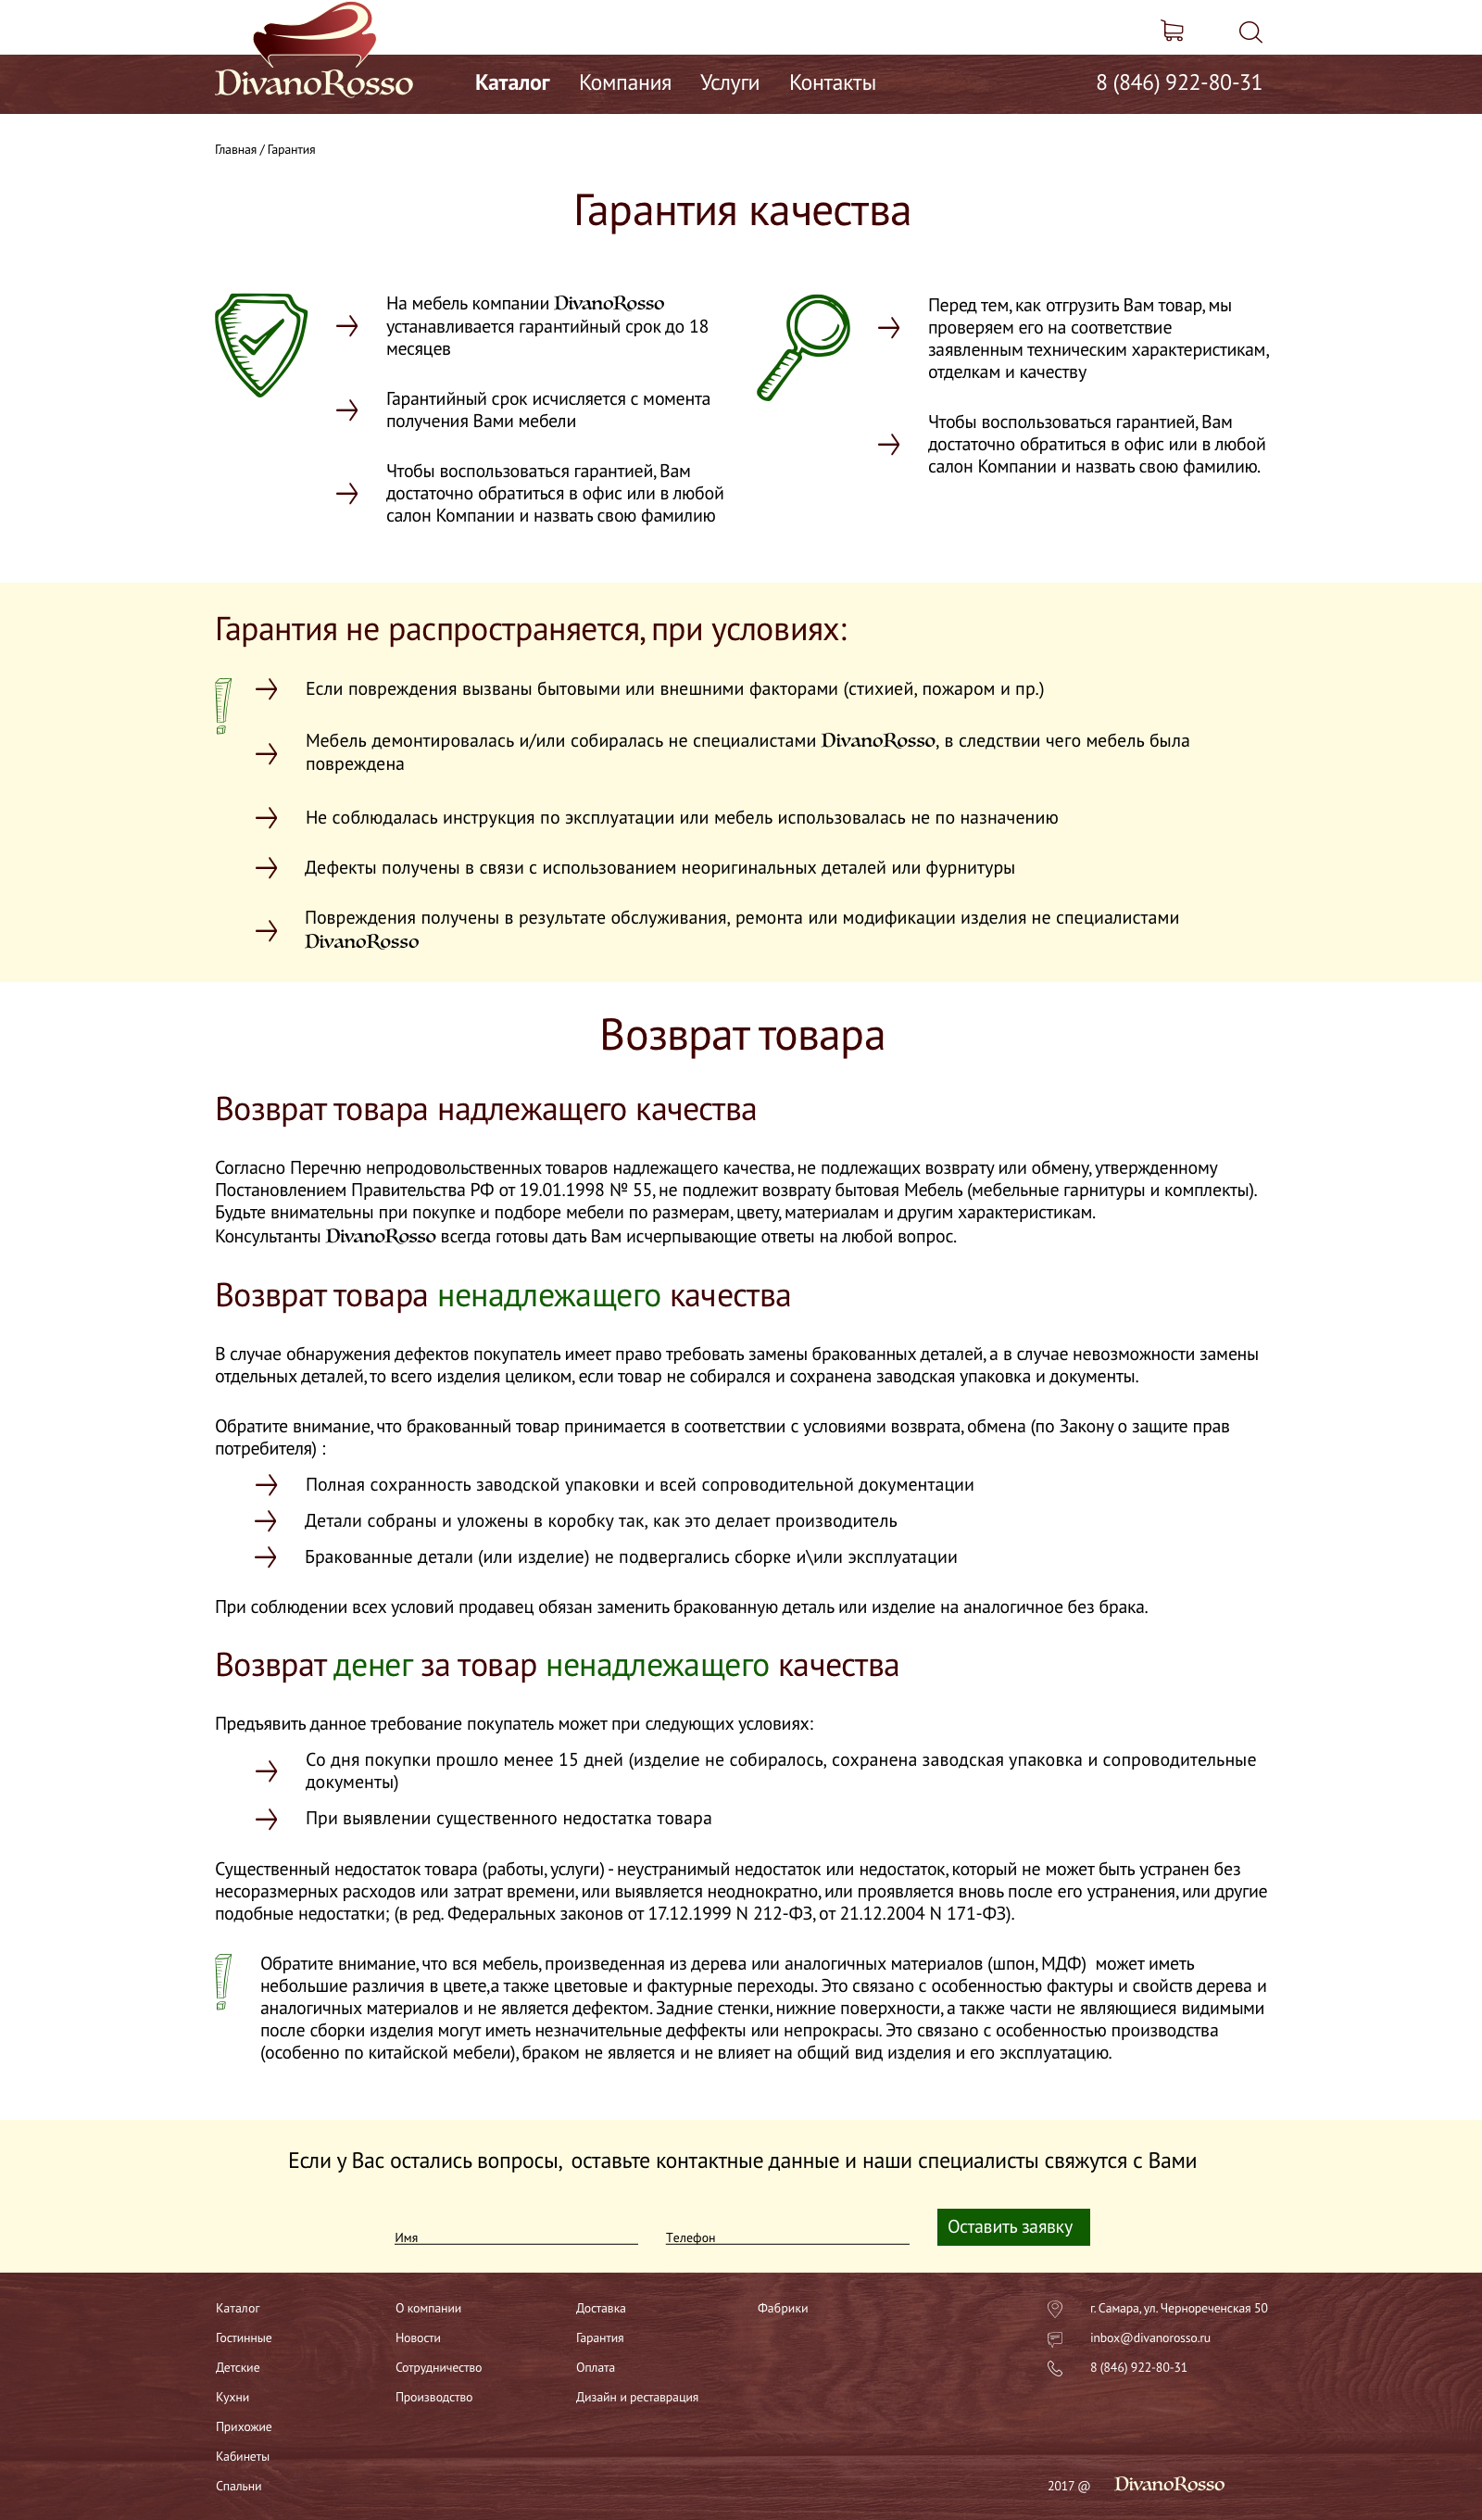 DivanoRosso
Каталог Компания Услуги Контакты 8 (846) 922-80-31
Главная / Гарантия
Гарантия качества
На мебель компании DivanoRosso
устанавливается гарантийный срок до 18
месяцев
Гарантийный срок исчисляется с момента
получения Вами мебели
Чтобы воспользоваться гарантией, Вам
достаточно обратиться в офис или в любой
салон Компании и назвать свою фамилию
Перед тем, как отгрузить Вам товар, мы
проверяем его на соответствие
заявленным техническим характеристикам,
отделкам и качеству
Чтобы воспользоваться гарантией, Вам
достаточно обратиться в офис или в любой
салон Компании и назвать свою фамилию.
Гарантия не распространяется, при условиях:
Если повреждения вызваны бытовыми или внешними факторами (стихией, пожаром и пр.)
Мебель демонтировалась и/или собиралась не специалистами DivanoRosso, в следствии чего мебель была
повреждена
Не соблюдалась инструкция по эксплуатации или мебель использовалась не по назначению
Дефекты получены в связи с использованием неоригинальных деталей или фурнитуры
Повреждения получены в результате обслуживания, ремонта или модификации изделия не специалистами
DivanoRosso
Возврат товара
Возврат товара надлежащего качества
Согласно Перечню непродовольственных товаров надлежащего качества, не подлежащих возврату или обмену, утвержденному
Постановлением Правительства РФ от 19.01.1998 № 55, не подлежит возврату бытовая Мебель (мебельные гарнитуры и комплекты).
Будьте внимательны при покупке и подборе мебели по размерам, цвету, материалам и другим характеристикам.
Консультанты DivanoRosso всегда готовы дать Вам исчерпывающие ответы на любой вопрос.
Возврат товара ненадлежащего качества
В случае обнаружения дефектов покупатель имеет право требовать замены бракованных деталей, а в случае невозможности замены
отдельных деталей, то всего изделия целиком, если товар не собирался и сохранена заводская упаковка и документы.
Обратите внимание, что бракованный товар принимается в соответствии с условиями возврата, обмена (по Закону о защите прав
потребителя) :
Полная сохранность заводской упаковки и всей сопроводительной документации
Детали собраны и уложены в коробку так, как это делает производитель
Бракованные детали (или изделие) не подвергались сборке и\или эксплуатации
При соблюдении всех условий продавец обязан заменить бракованную деталь или изделие на аналогичное без брака.
Возврат денег за товар ненадлежащего качества
Предъявить данное требование покупатель может при следующих условиях:
Со дня покупки прошло менее 15 дней (изделие не собиралось, сохранена заводская упаковка и сопроводительные
документы)
При выявлении существенного недостатка товара
Существенный недостаток товара (работы, услуги) - неустранимый недостаток или недостаток, который не может быть устранен без
несоразмерных расходов или затрат времени, или выявляется неоднократно, или проявляется вновь после его устранения, или другие
подобные недостатки; (в ред. Федеральных законов от 17.12.1999 N 212-ФЗ, от 21.12.2004 N 171-ФЗ).
Обратите внимание, что вся мебель, произведенная из дерева или аналогичных материалов (шпон, МДФ)  может иметь
небольшие различия в цвете,а также цветовые и фактурные переходы. Это связано с особенностью фактуры и свойств дерева и
аналогичных материалов и не является дефектом. Задние стенки, нижние поверхности, а также части не являющиеся видимыми
после сборки изделия могут иметь незначительные деффекты или непрокрасы. Это связано с особенностью производства
(особенно по китайской мебели), браком не является и не влияет на общий вид изделия и его эксплуатацию.
Если у Вас остались вопросы,  оставьте контактные данные и наши специалисты свяжутся с Вами
Имя Телефон Оставить заявку
Каталог О компании Доставка Фабрики г. Самара, ул. Чернореченская 50
Гостинные Новости Гарантия inbox@divanorosso.ru
Детские Сотрудничество Оплата 8 (846) 922-80-31
Кухни Производство Дизайн и реставрация
Прихожие
Кабинеты
Спальни 2017 @ DivanoRosso